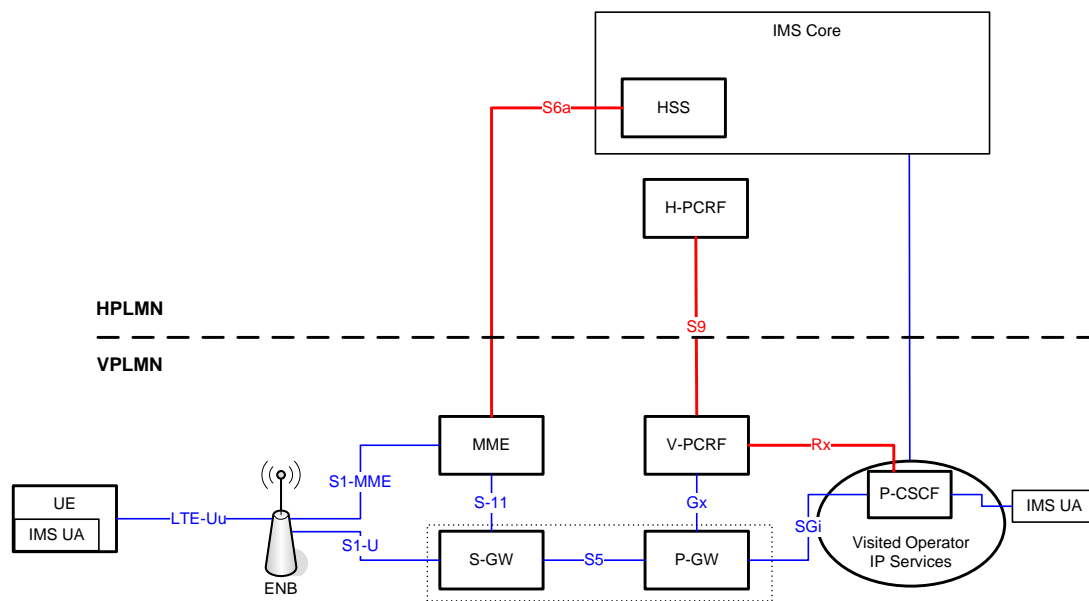 IMS Core
HSS
S6a
H-PCRF
HPLMN
S9
VPLMN
MME
V-PCRF
Rx
UE
IMS UA
LTE-Uu
S1-MME
S-11
Gx
P-CSCF
IMS UA
SGi
S1-U
S-GW
S5
P-GW
Visited Operator
IP Services
ENB